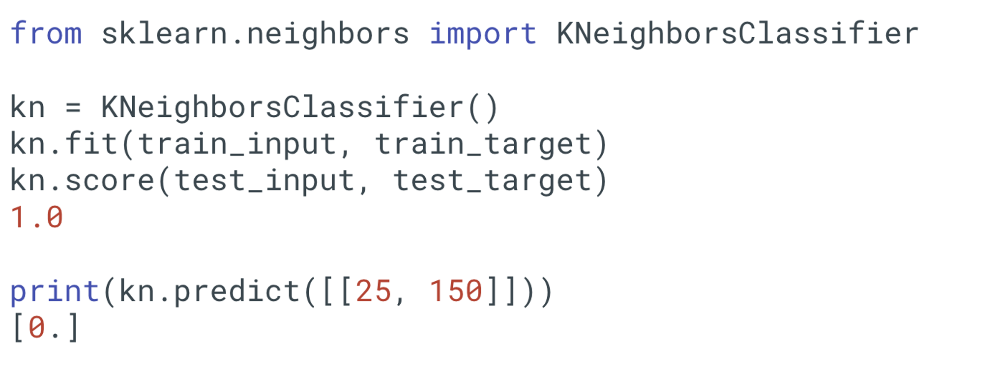 from sklearn.neighbors import KNeighborsClassifier
kn = KNeighborsClassifier()
kn.fit(train_input, train_target)
kn.score(test_input, test_target)
1.0
print(kn.predict([[25, 150]]))
[0.]